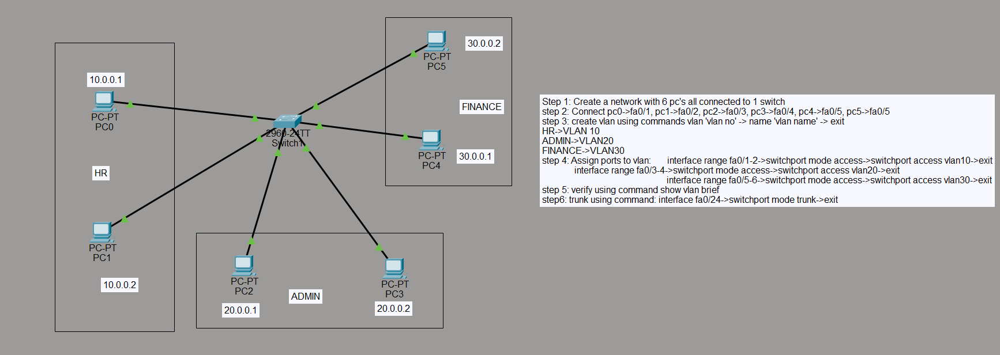 10.0.0.1
PC-PT
PC0
HR
PC-PT
PC1
10.0.0.2
2960-24TT
Switch1
PC-PT
PC5
30.0.0.2
FINANCE
PC-PT
PC4
30.0.0.1
PC-PT
PC2
20.0.0.1
ADMIN
PC-PT
PC3
20.0.0.2
Step 1: Create a network with 6 pc's all connected to 1 switch
step 2: Connect pc0->fa0/1, pc1->fa0/2, pc2->fa0/3, pc3->fa0/4, pc4->fa0/5, pc5->fa0/5
step 3: create vlan using commands vlan 'vlan no' -> name 'vlan name' -> exit
HR->VLAN 10
ADMIN->VLAN20
FINANCE->VLAN30
step 4: Assign ports to vlan: interface range fa0/1-2->switchport mode access->switchport access vlan10->exit
interface range fa0/3-4->switchport mode access->switchport access vlan20->exit
interface range fa0/5-6->switchport mode access->switchport access vlan30->exit
step 5: verify using command show vlan brief
step6: trunk using command: interface fa0/24->switchport mode trunk->exit